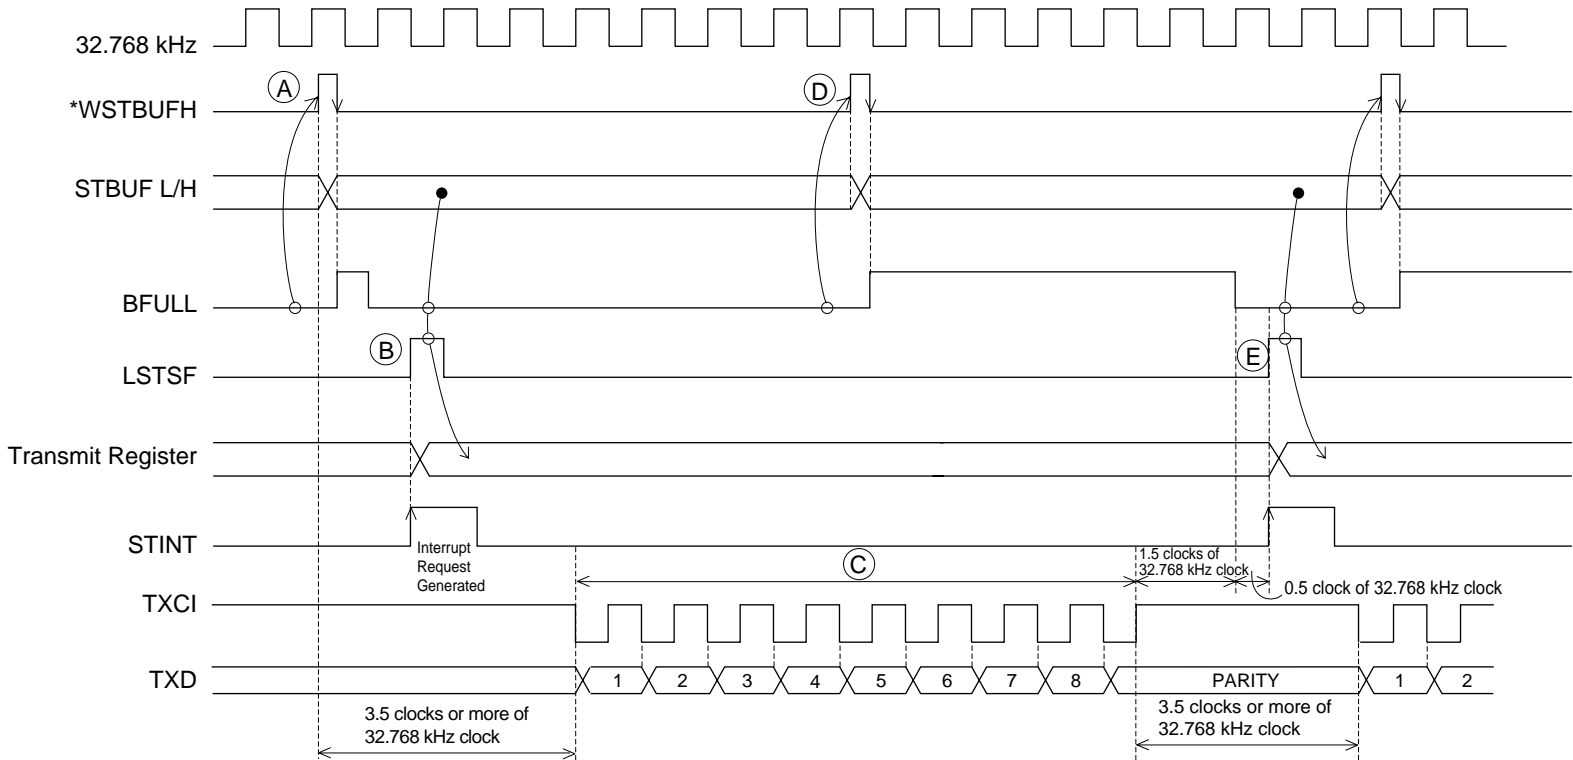 32.768 kHz
A
D
*WSTBUFH
STBUF L/H
BFULL
B
E
LSTSF
Transmit Register
STINT
Interrupt
Request
Generated
C
1.5 clocks of
32.768 kHz clock
0.5 clock of 32.768 kHz clock
TXCI
TXD
1 2 3 4 5 6 7 8 PARITY 1 2
3.5 clocks or more of
32.768 kHz clock
3.5 clocks or more of
32.768 kHz clock